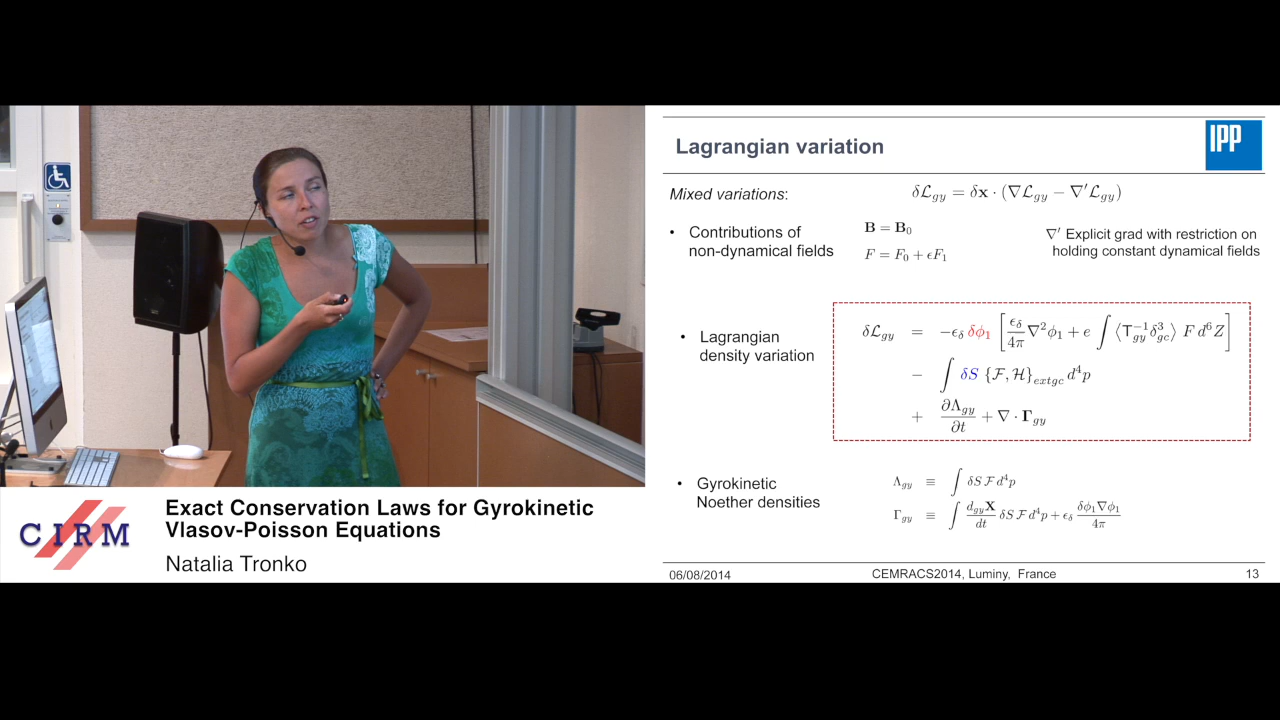 Lagrangian variation
IPP
Mixed variations:
δℒ_gy = δ𝐱 · (∇ℒ_gy − ∇′ℒ_gy)
• Contributions of
non-dynamical fields
𝐁 = 𝐁₀
F = F₀ + ϵF₁
∇′ Explicit grad with restriction on
holding constant dynamical fields
• Lagrangian
density variation
δℒ_gy = −ϵ_δ δϕ₁ [ ϵ_δ/4π ∇²ϕ₁ + e ∫ ⟨T_gy^−1 δ_gc^3⟩ F d⁶Z ]
− ∫ δS {ℱ, ℋ}_extgc d⁴p
+ ∂Λ_gy/∂t + ∇ · 𝚪_gy
• Gyrokinetic
Noether densities
Λ_gy ≡ ∫ δS ℱ d⁴p
Γ_gy ≡ ∫ d_gy𝐗/dt δS ℱ d⁴p + ϵ_δ δϕ₁∇ϕ₁/4π
06/08/2014 CEMRACS2014, Luminy, France 13
CIRM
Exact Conservation Laws for Gyrokinetic
Vlasov-Poisson Equations
Natalia Tronko